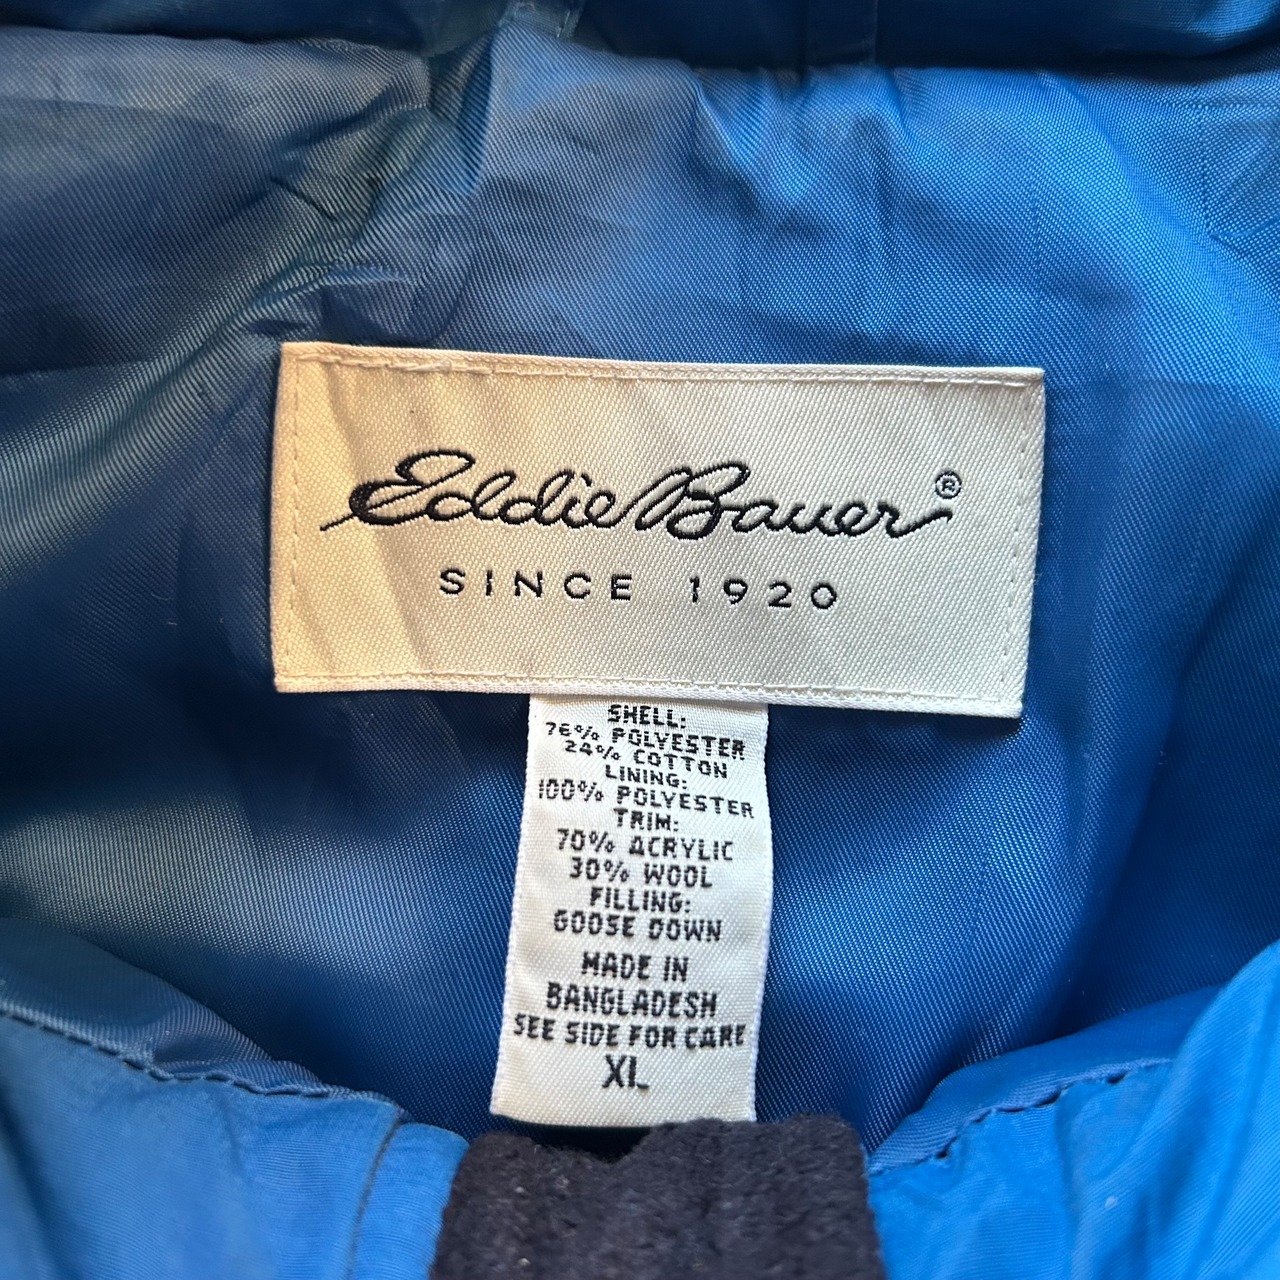 Eddie Bauer®
SINCE 1920
SHELL:
76% POLYESTER
24% COTTON
LINING:
100% POLYESTER
TRIM:
70% ACRYLIC
30% WOOL
FILLING:
GOOSE DOWN
MADE IN
BANGLADESH
SEE SIDE FOR CARE
XL